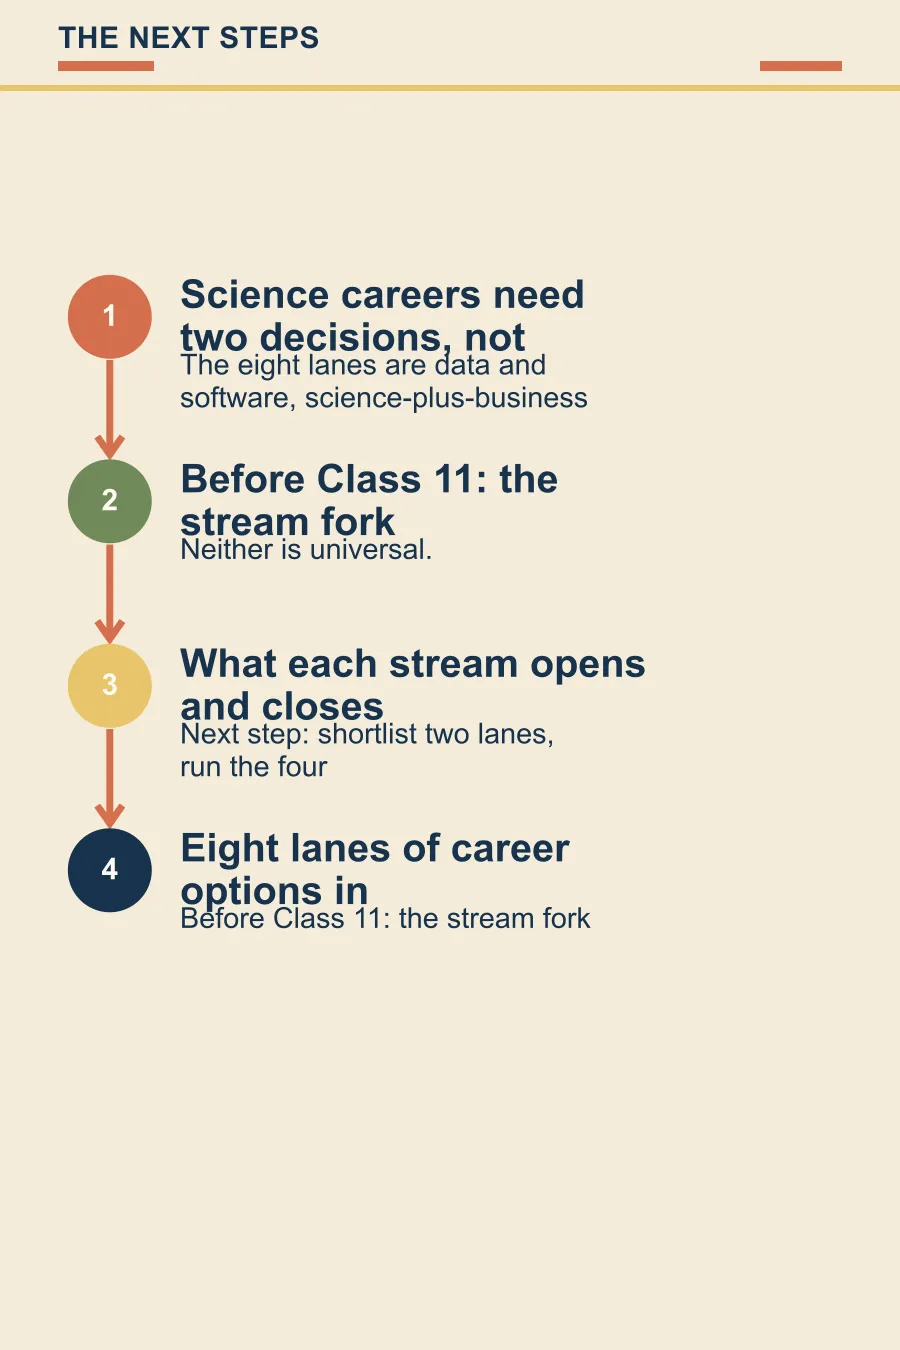 THE NEXT STEPS
1
Science careers need
two decisions, not
The eight lanes are data and
software, science-plus-business
2
Before Class 11: the
stream fork
Neither is universal.
3
What each stream opens
and closes
Next step: shortlist two lanes,
run the four
4
Eight lanes of career
options in
Before Class 11: the stream fork